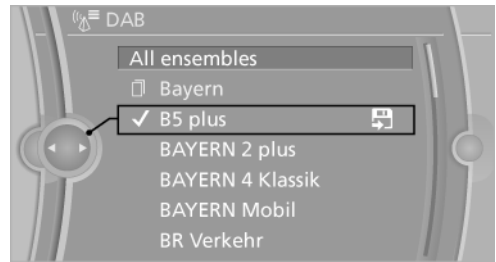 DAB
All ensembles
Bayern
B5 plus
BAYERN 2 plus
BAYERN 4 Klassik
BAYERN Mobil
BR Verkehr